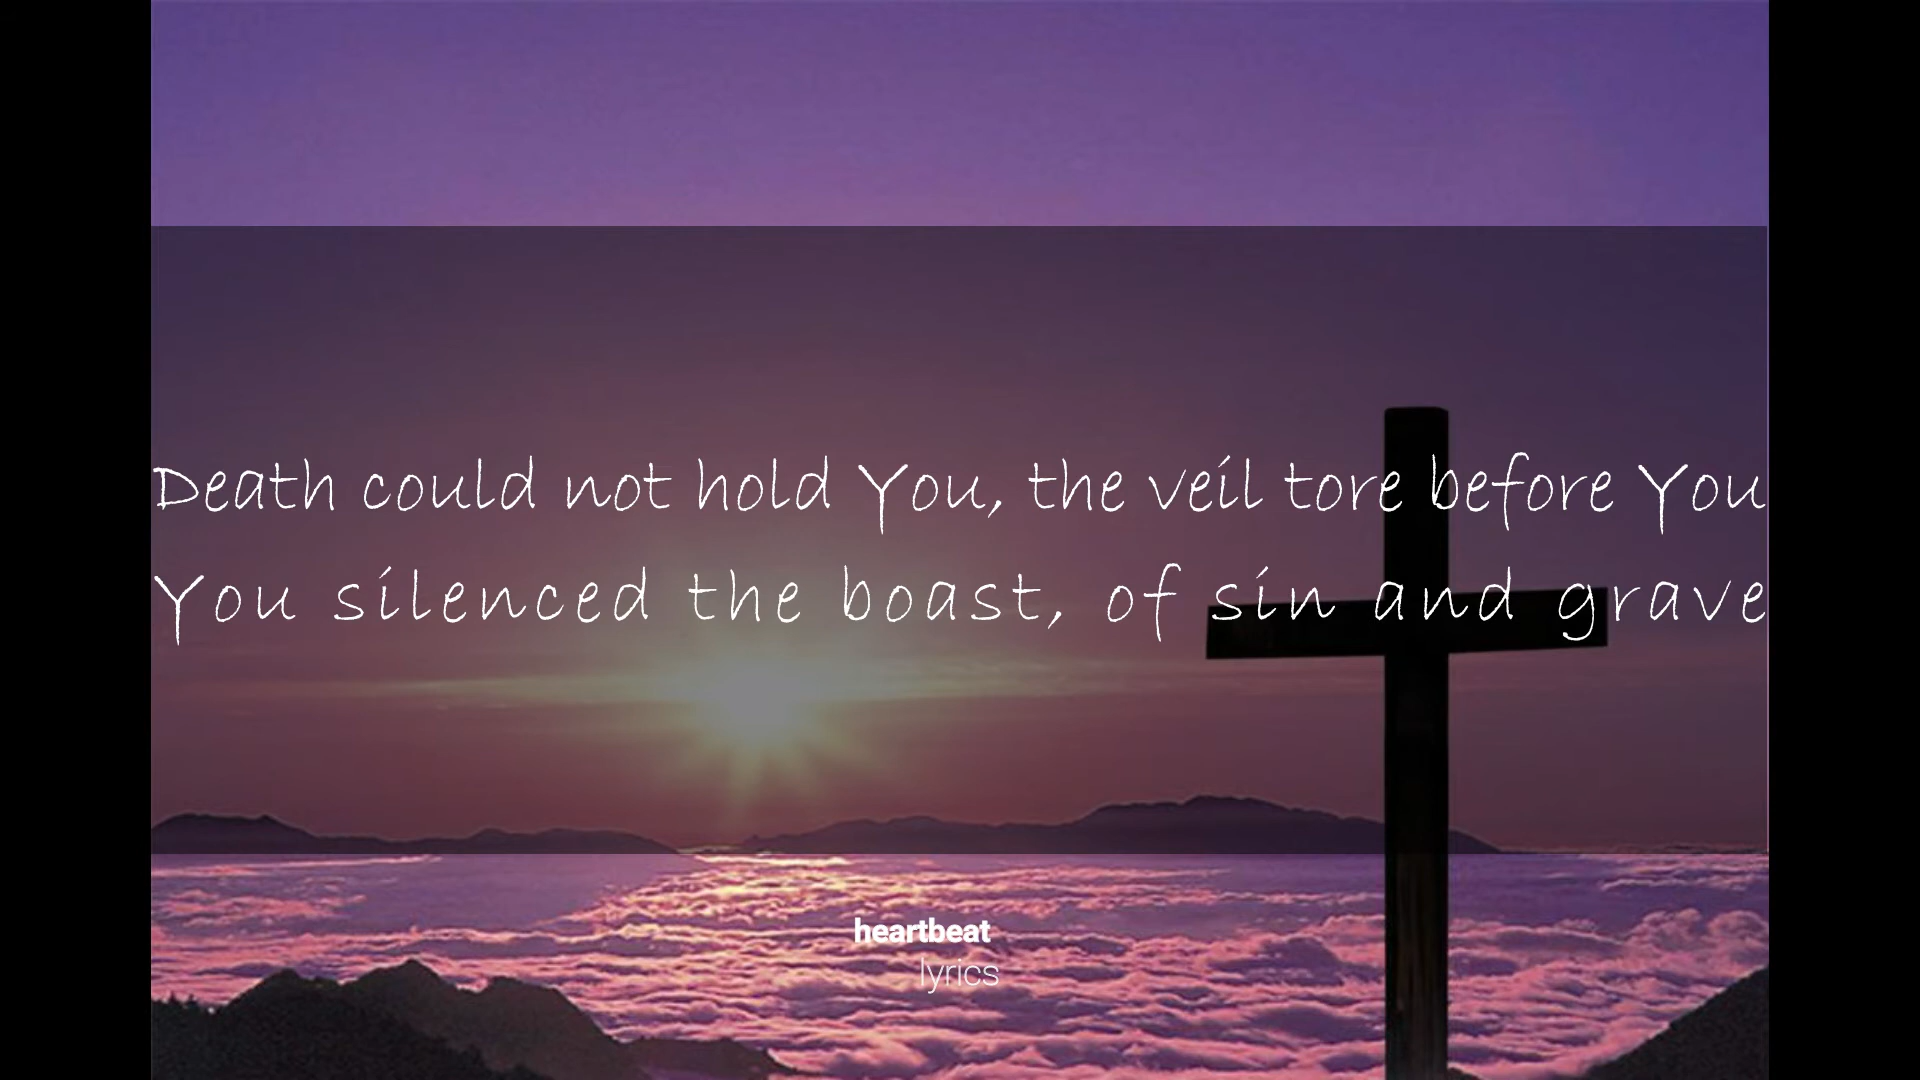 Death could not hold You, the veil tore before You
You silenced the boast, of sin and grave
heartbeat
lyrics